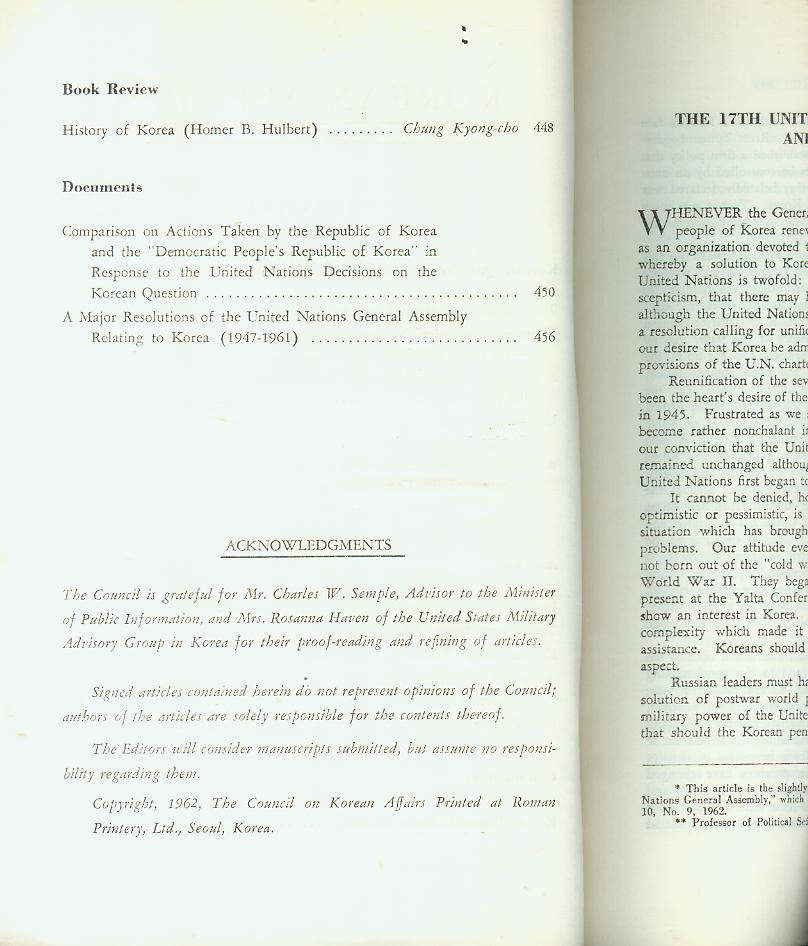 Book Review
History of Korea (Homer B. Hulbert) ......... Chung Kyong-cho 448
Documents
Comparison on Actions Taken by the Republic of Korea
and the "Democratic People's Republic of Korea" in
Response to the United Nations Decisions on the
Korean Question .......................................... 450
A Major Resolutions of the United Nations General Assembly
Relating to Korea (1947-1961) ............................ 456
ACKNOWLEDGMENTS
The Council is grateful for Mr. Charles W. Semple, Advisor to the Minister
of Public Information, and Mrs. Rosanna Haven of the United States Military
Advisory Group in Korea for their proof-reading and refining of articles.
Signed articles contained herein do not represent opinions of the Council;
authors of the articles are solely responsible for the contents thereof.
The Editors will consider manuscripts submitted, but assume no responsi-
bility regarding them.
Copyright, 1962, The Council on Korean Affairs Printed at Roman
Printery, Ltd., Seoul, Korea.
THE 17TH UNIT
AN
WHENEVER the Gener
people of Korea rene
as an organization devoted
whereby a solution to Kore
United Nations is twofold:
scepticism, that there may
although the United Nations
a resolution calling for unific
our desire that Korea be adm
provisions of the U.N. charte
Reunification of the sev
been the heart's desire of the
in 1945. Frustrated as we
become rather nonchalant i
our conviction that the Unit
remained unchanged althou
United Nations first began to
It cannot be denied, ho
optimistic or pessimistic, is
situation which has brough
problems. Our attitude eve
not born out of the "cold w
World War II. They bega
present at the Yalta Confer
show an interest in Korea.
complexity which made it
assistance. Koreans should
aspect.
Russian leaders must ha
solution of postwar world
military power of the Unite
that should the Korean pen
* This article is the slightly
Nations General Assembly," which
10, No. 9, 1962.
** Professor of Political Sci